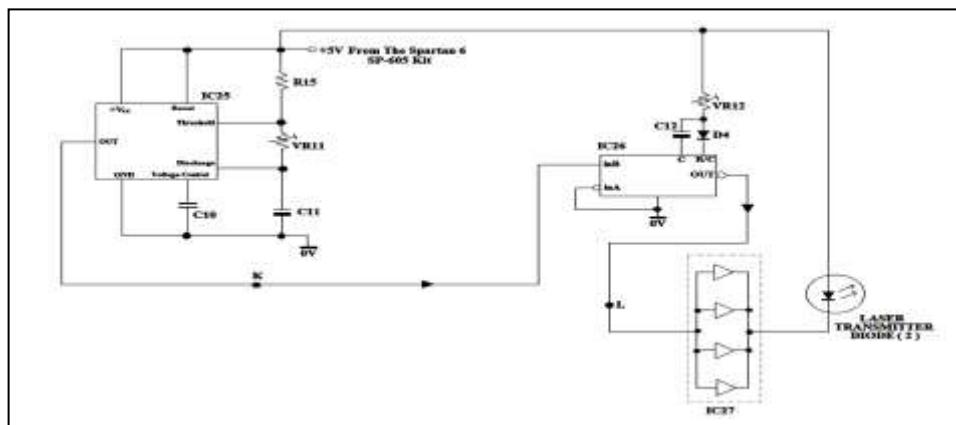 +5V From The Spartan 6
SP-605 Kit
R15
IC25
+Vcc
Reset
Threshold
VR11
OUT
Discharge
GND
Voltage Control
C10
C11
0V
K
VR12
C12
D4
IC26
C
R/C
InB
OUT
InA
0V
L
LASER
TRANSMITTER
DIODE ( 2 )
IC27